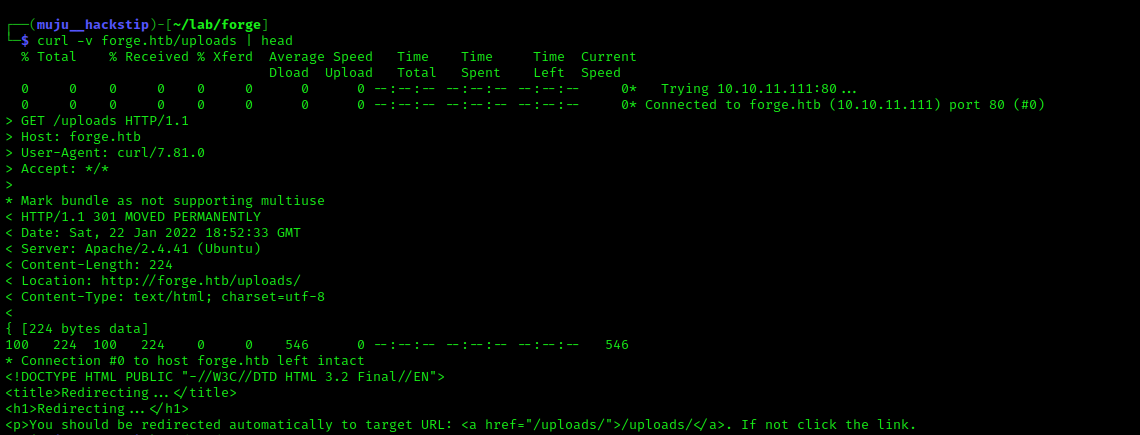 ┌──(muju__hackstip)-[~/lab/forge]
└─$ curl -v forge.htb/uploads | head
  % Total    % Received % Xferd  Average Speed   Time    Time     Time  Current
                                 Dload  Upload   Total   Spent    Left  Speed
  0     0    0     0    0     0      0      0 --:--:-- --:--:-- --:--:--     0*   Trying 10.10.11.111:80...
  0     0    0     0    0     0      0      0 --:--:-- --:--:-- --:--:--     0* Connected to forge.htb (10.10.11.111) port 80 (#0)
> GET /uploads HTTP/1.1
> Host: forge.htb
> User-Agent: curl/7.81.0
> Accept: */*
>
* Mark bundle as not supporting multiuse
< HTTP/1.1 301 MOVED PERMANENTLY
< Date: Sat, 22 Jan 2022 18:52:33 GMT
< Server: Apache/2.4.41 (Ubuntu)
< Content-Length: 224
< Location: http://forge.htb/uploads/
< Content-Type: text/html; charset=utf-8
<
{ [224 bytes data]
100   224  100   224    0     0    546      0 --:--:-- --:--:-- --:--:--   546
* Connection #0 to host forge.htb left intact
<!DOCTYPE HTML PUBLIC "-//W3C//DTD HTML 3.2 Final//EN">
<title>Redirecting...</title>
<h1>Redirecting...</h1>
<p>You should be redirected automatically to target URL: <a href="/uploads/">/uploads/</a>. If not click the link.